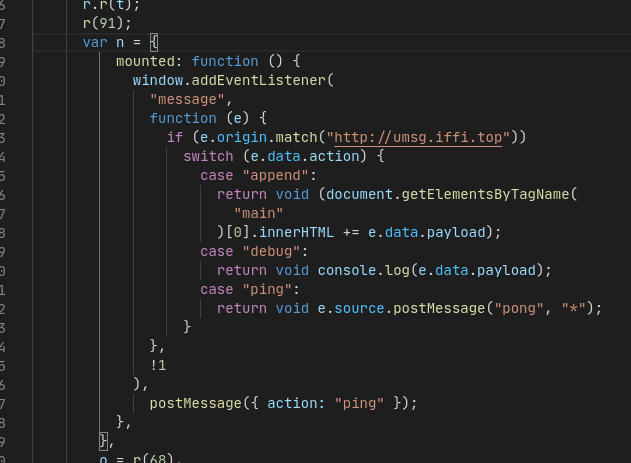 6 r.r(t);
7 r(91);
8 var n = {
9 mounted: function () {
0 window.addEventListener(
1 "message",
2 function (e) {
3 if (e.origin.match("http://umsg.iffi.top"))
4 switch (e.data.action) {
5 case "append":
6 return void (document.getElementsByTagName(
7 "main"
8 )[0].innerHTML += e.data.payload);
9 case "debug":
0 return void console.log(e.data.payload);
1 case "ping":
2 return void e.source.postMessage("pong", "*");
3 }
4 },
5 !1
6 ),
7 postMessage({ action: "ping" });
8 },
9 },
0 o = r(68),